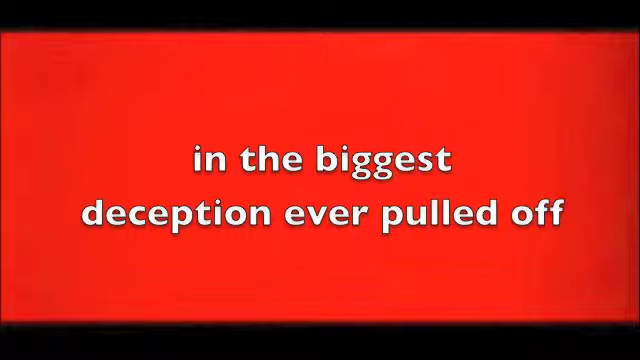 in the biggest
deception ever pulled off